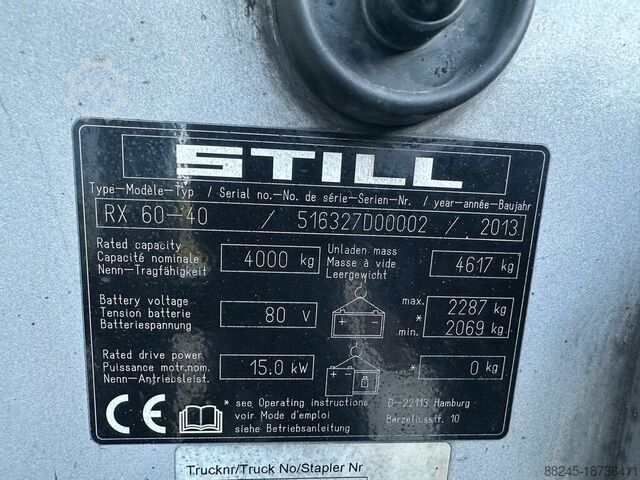 STILL
Type-Modèle-Typ / Serial no.-No. de série-Serien-Nr. / year-année-Baujahr
RX 60-40 / 516327D00002 / 2013
Rated capacity
Capacité nominale
Nenn-Tragfähigkeit
4000 kg
Unladen mass
Masse à vide
Leergewicht
4617 kg
Battery voltage
Tension batterie
Batteriespannung
80 V
max. 2287 kg
*
min. 2069 kg
Rated drive power
Puissance motr.nom.
Nenn-Antriebsleist.
15.0 kW
* 0 kg
CE
* see Operating instructions
voir Mode d'emploi
siehe Betriebsanleitung
D-22113 Hamburg
Berzeliusstr. 10
Trucknr/Truck No/Stapler Nr
88245-18736411